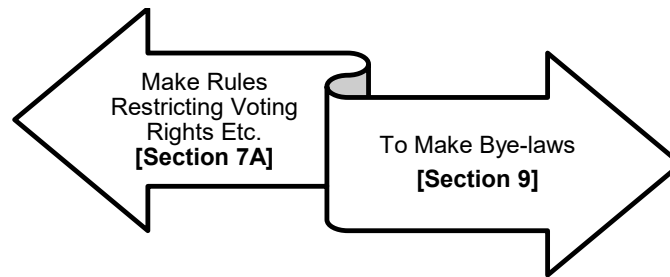 Make Rules
Restricting Voting
Rights Etc.
[Section 7A]
To Make Bye-laws
[Section 9]